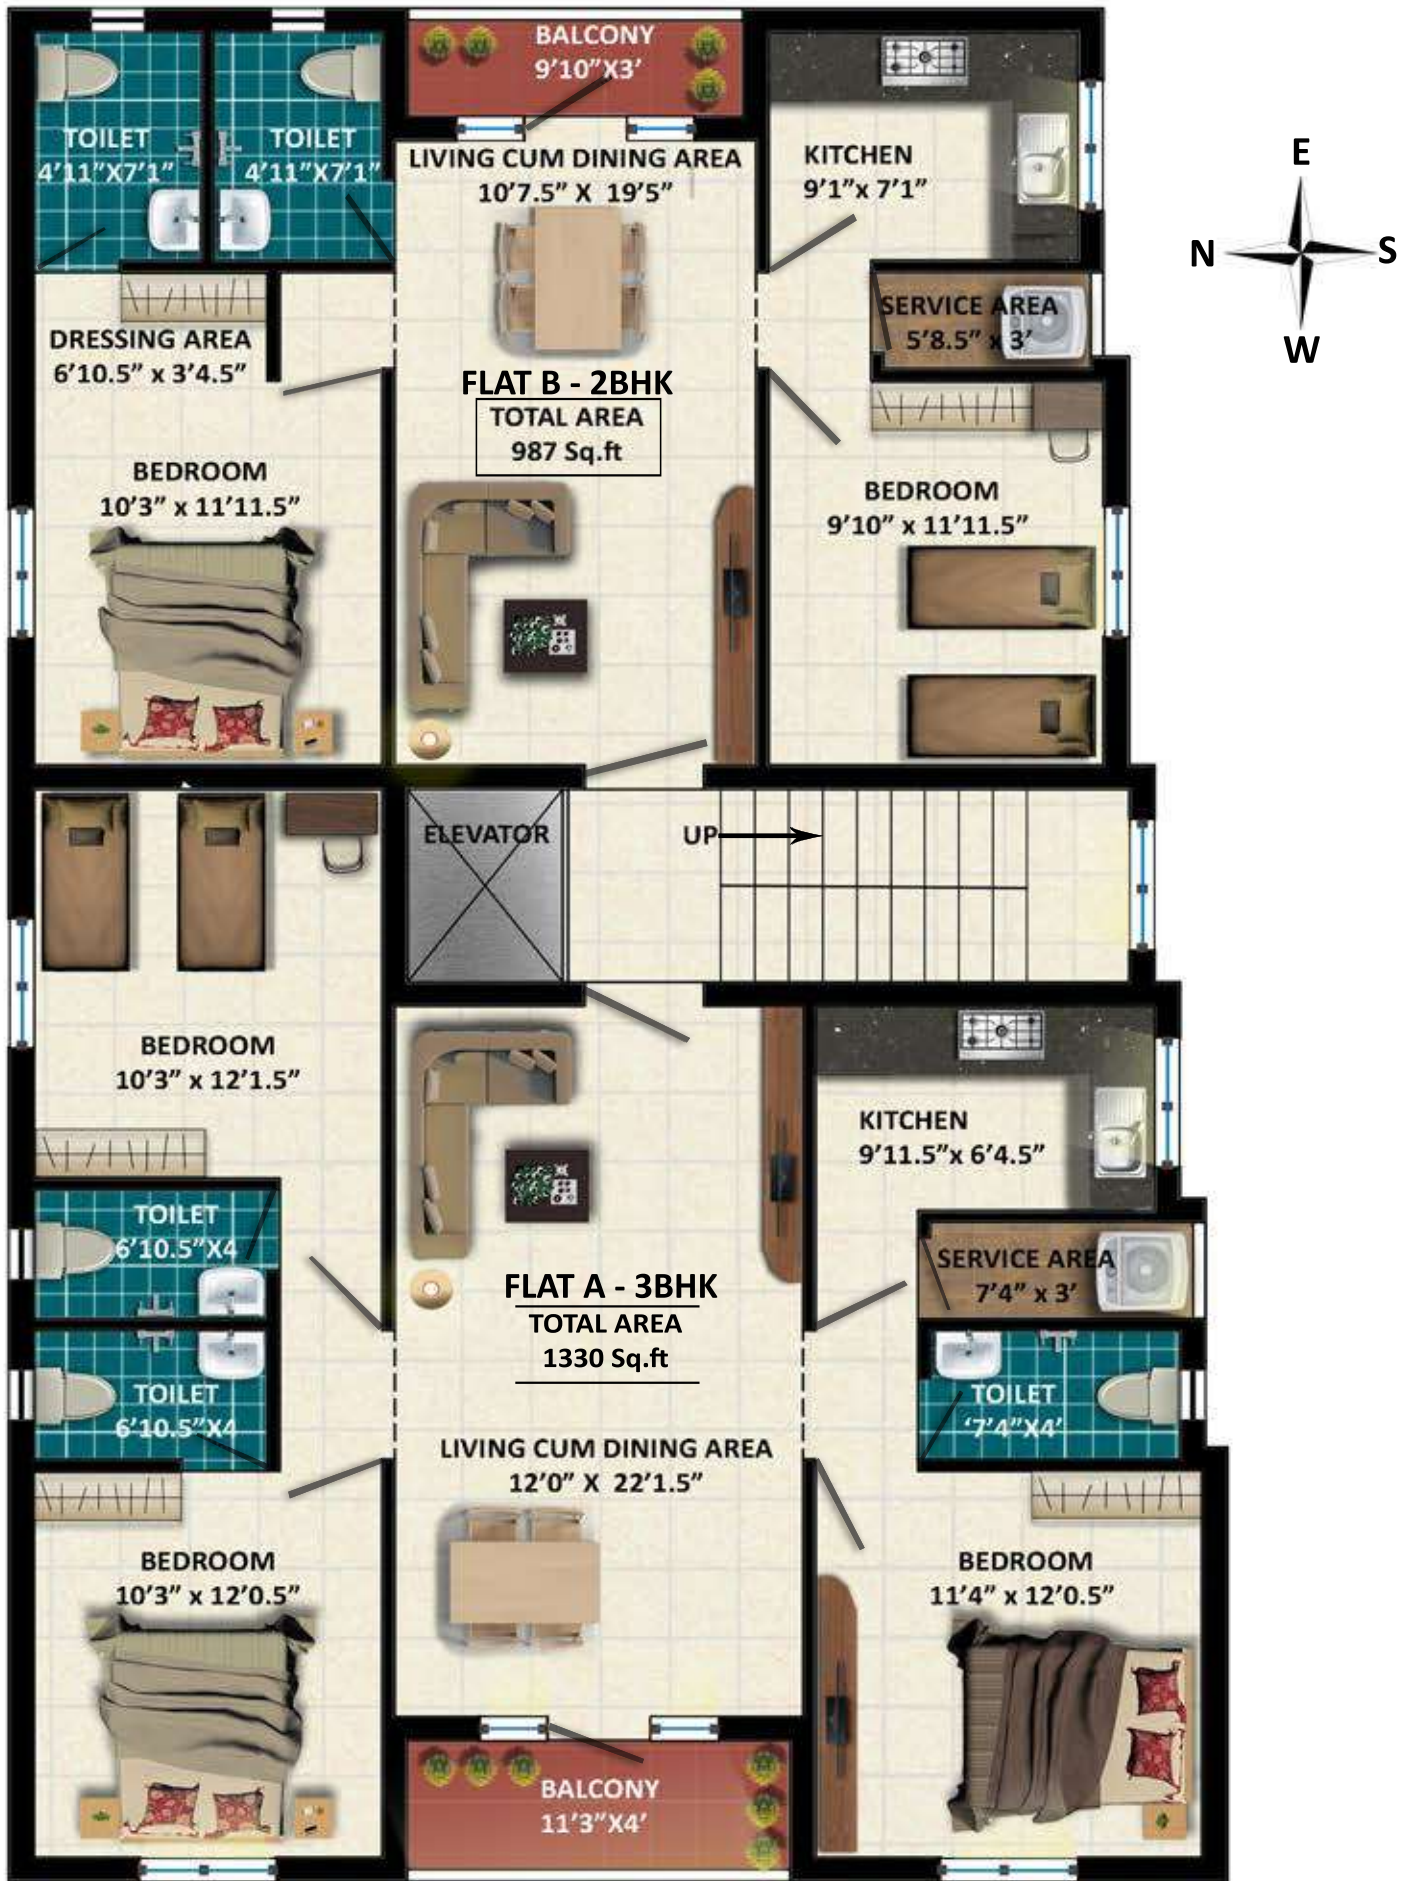 BALCONY
9'10"X3'
TOILET
4'11"X7'1"
TOILET
4'11"X7'1"
LIVING CUM DINING AREA
10'7.5" X 19'5"
KITCHEN
9'1"x 7'1"
E
N
S
W
SERVICE AREA
5'8.5" x 3'
DRESSING AREA
6'10.5" x 3'4.5"
FLAT B - 2BHK
TOTAL AREA
987 Sq.ft
BEDROOM
10'3" x 11'11.5"
BEDROOM
9'10" x 11'11.5"
ELEVATOR
UP
BEDROOM
10'3" x 12'1.5"
KITCHEN
9'11.5"x 6'4.5"
TOILET
6'10.5"X4
SERVICE AREA
7'4" x 3'
FLAT A - 3BHK
TOTAL AREA
1330 Sq.ft
TOILET
6'10.5"X4
TOILET
'7'4"X4'
LIVING CUM DINING AREA
12'0" X 22'1.5"
BEDROOM
10'3" x 12'0.5"
BEDROOM
11'4" x 12'0.5"
BALCONY
11'3"X4'